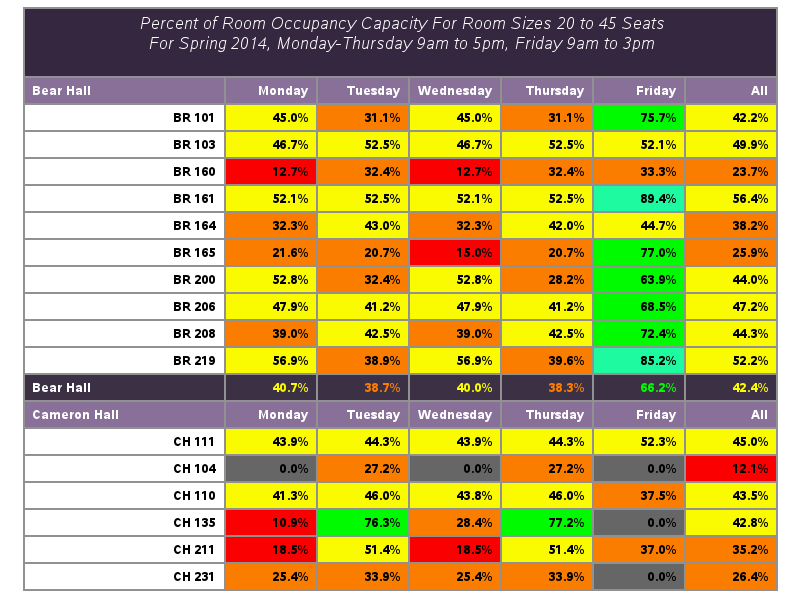 Percent of Room Occupancy Capacity For Room Sizes 20 to 45 Seats
For Spring 2014, Monday-Thursday 9am to 5pm, Friday 9am to 3pm
Bear Hall Monday Tuesday Wednesday Thursday Friday All
BR 101 45.0% 31.1% 45.0% 31.1% 75.7% 42.2%
BR 103 46.7% 52.5% 46.7% 52.5% 52.1% 49.9%
BR 160 12.7% 32.4% 12.7% 32.4% 33.3% 23.7%
BR 161 52.1% 52.5% 52.1% 52.5% 89.4% 56.4%
BR 164 32.3% 43.0% 32.3% 42.0% 44.7% 38.2%
BR 165 21.6% 20.7% 15.0% 20.7% 77.0% 25.9%
BR 200 52.8% 32.4% 52.8% 28.2% 63.9% 44.0%
BR 206 47.9% 41.2% 47.9% 41.2% 68.5% 47.2%
BR 208 39.0% 42.5% 39.0% 42.5% 72.4% 44.3%
BR 219 56.9% 38.9% 56.9% 39.6% 85.2% 52.2%
Bear Hall 40.7% 38.7% 40.0% 38.3% 66.2% 42.4%
Cameron Hall Monday Tuesday Wednesday Thursday Friday All
CH 111 43.9% 44.3% 43.9% 44.3% 52.3% 45.0%
CH 104 0.0% 27.2% 0.0% 27.2% 0.0% 12.1%
CH 110 41.3% 46.0% 43.8% 46.0% 37.5% 43.5%
CH 135 10.9% 76.3% 28.4% 77.2% 0.0% 42.8%
CH 211 18.5% 51.4% 18.5% 51.4% 37.0% 35.2%
CH 231 25.4% 33.9% 25.4% 33.9% 0.0% 26.4%